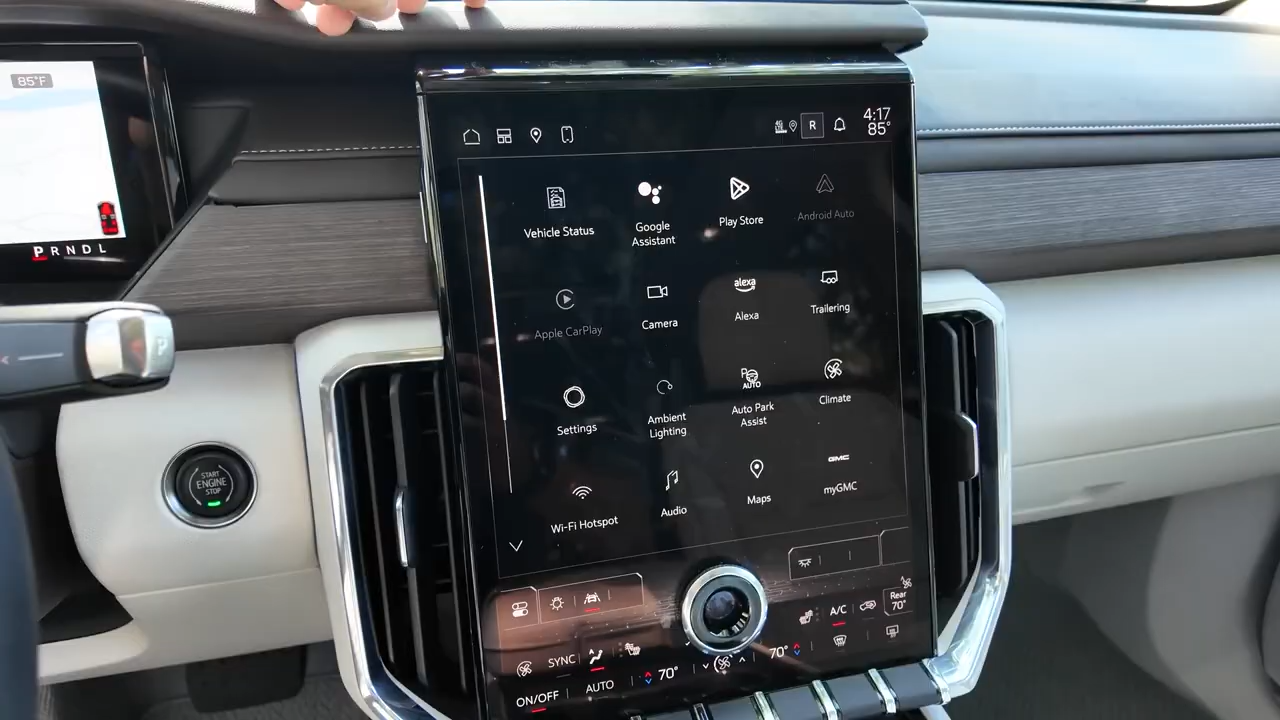 85°F
PRNDL
START
ENGINE
STOP
R
4:17
85°
Vehicle Status
Google
Assistant
Play Store
Android Auto
Apple CarPlay
Camera
alexa
Alexa
Trailering
Settings
Ambient
Lighting
AUTO
Auto Park
Assist
Climate
Wi-Fi Hotspot
Audio
Maps
GMC
myGMC
A/C
Rear
70°
SYNC
ON/OFF
AUTO
70°
70°